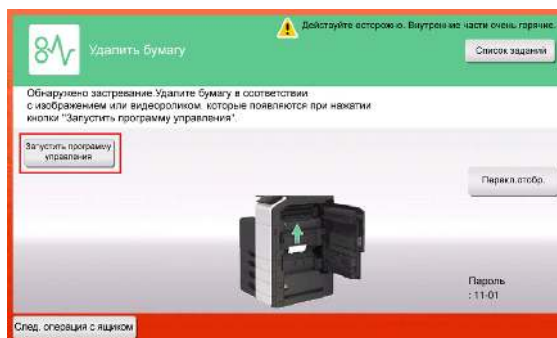 Действуйте осторожно. Внутренние части очень горячие.
Удалить бумагу
Список заданий
Обнаружено застревание.Удалите бумагу в соответствии
с изображением или видеороликом, которые появляются при нажатии
кнопки "Запустить программу управления".
Запустить программу
управления
Перекл.отобр.
Пароль
: 11-01
След. операция с ящиком